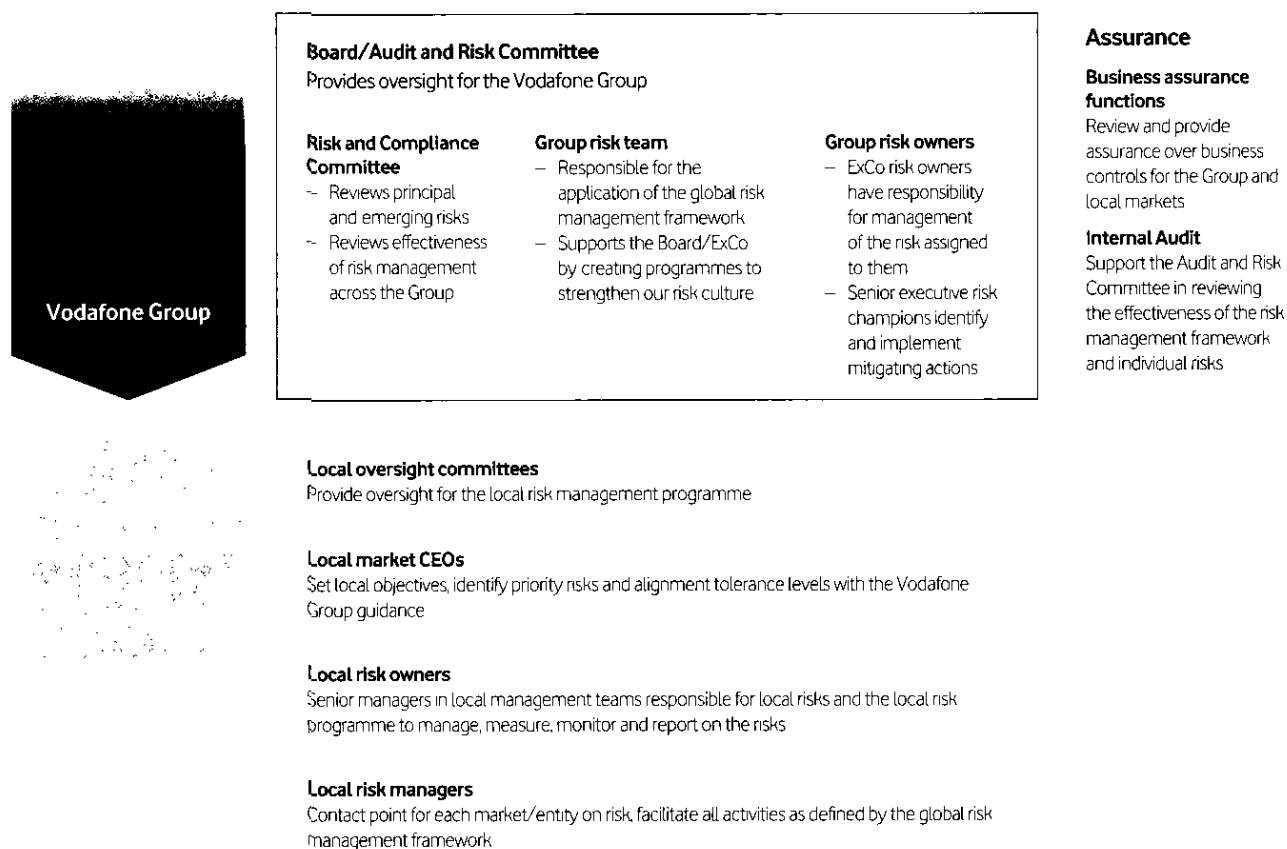 Vodafone Group
Board/Audit and Risk Committee
Provides oversight for the Vodafone Group
Risk and Compliance
Committee
– Reviews principal
and emerging risks
– Reviews effectiveness
of risk management
across the Group
Group risk team
– Responsible for the
application of the global risk
management framework
– Supports the Board/ExCo
by creating programmes to
strengthen our risk culture
Group risk owners
– ExCo risk owners
have responsibility
for management
of the risk assigned
to them
– Senior executive risk
champions identify
and implement
mitigating actions
Assurance
Business assurance
functions
Review and provide
assurance over business
controls for the Group and
local markets
Internal Audit
Support the Audit and Risk
Committee in reviewing
the effectiveness of the risk
management framework
and individual risks
Local oversight committees
Provide oversight for the local risk management programme
Local market CEOs
Set local objectives, identify priority risks and alignment tolerance levels with the Vodafone
Group guidance
Local risk owners
Senior managers in local management teams responsible for local risks and the local risk
programme to manage, measure, monitor and report on the risks
Local risk managers
Contact point for each market/entity on risk, facilitate all activities as defined by the global risk
management framework